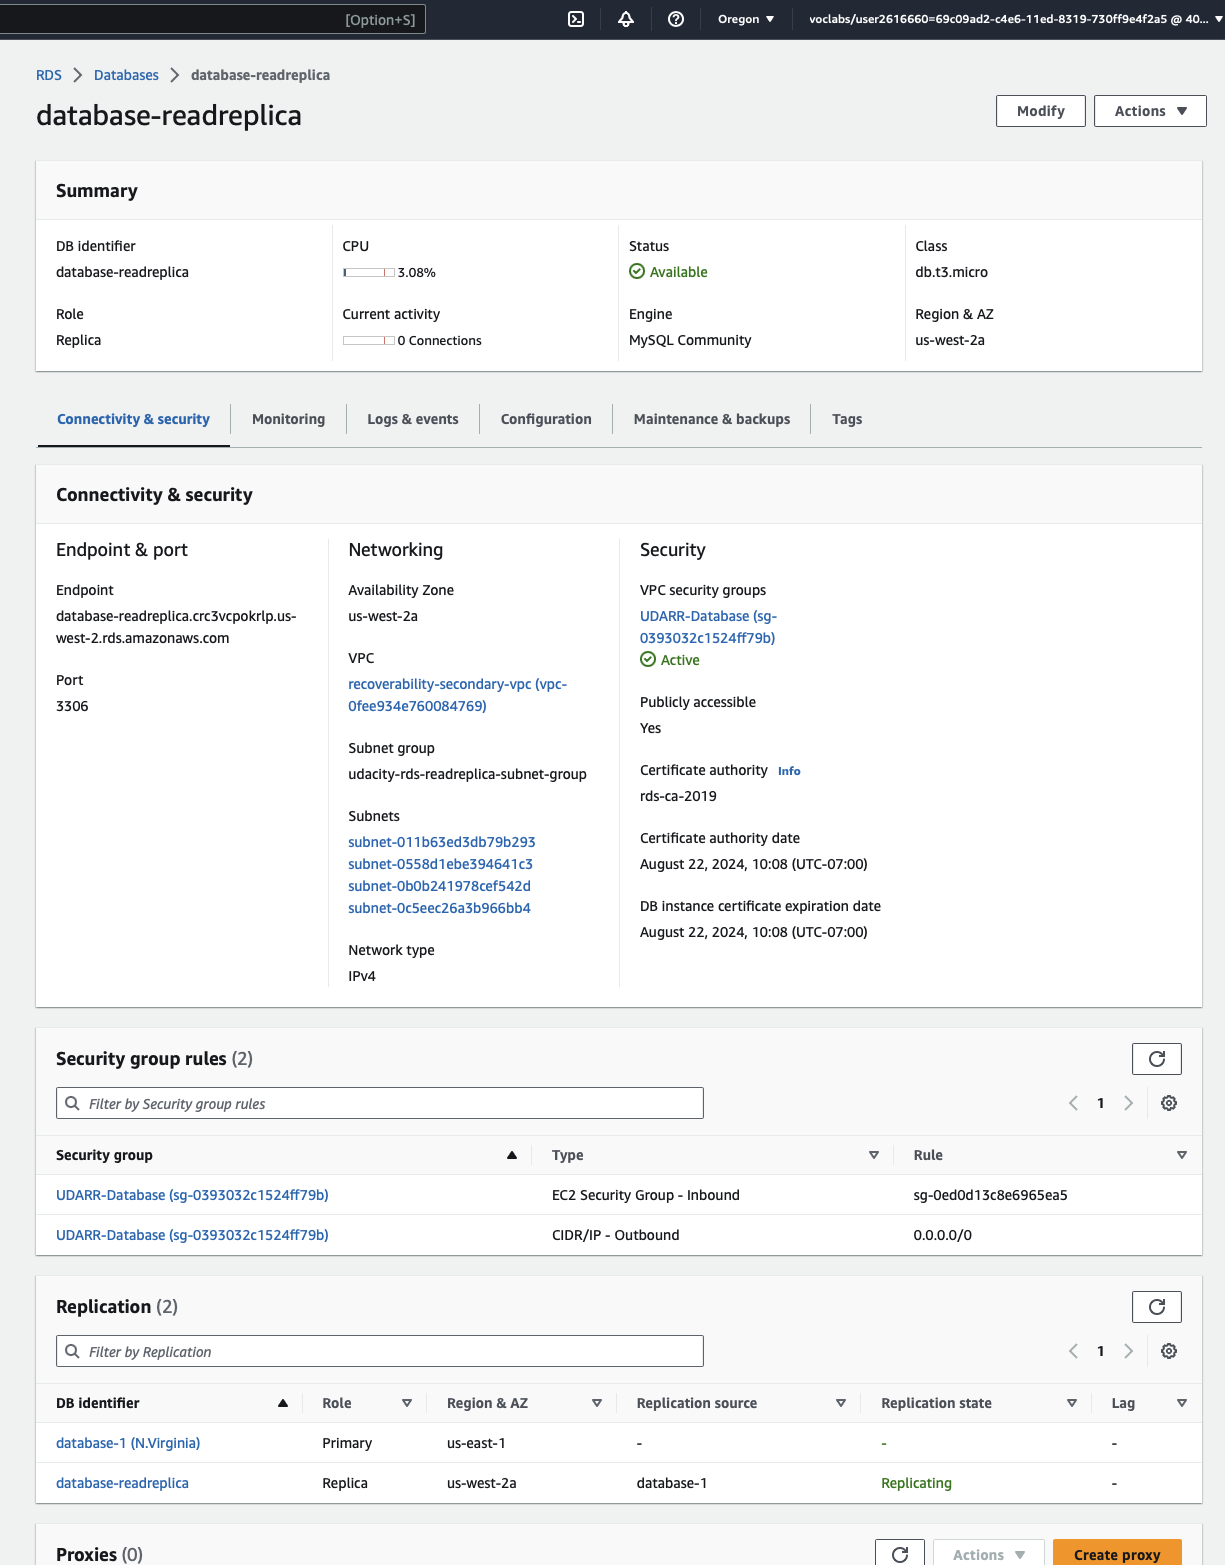 [Option+S]
Oregon ▼
voclabs/user2616660=69c09ad2-c4e6-11ed-8319-730ff9e4f2a5 @ 40... ▼
RDS > Databases > database-readreplica
database-readreplica
Modify
Actions ▼
Summary
DB identifier
database-readreplica
CPU
3.08%
Status
Available
Class
db.t3.micro
Role
Replica
Current activity
0 Connections
Engine
MySQL Community
Region & AZ
us-west-2a
Connectivity & security
Monitoring
Logs & events
Configuration
Maintenance & backups
Tags
Connectivity & security
Endpoint & port
Endpoint
database-readreplica.crc3vcpokrlp.us-
west-2.rds.amazonaws.com
Port
3306
Networking
Availability Zone
us-west-2a
VPC
recoverability-secondary-vpc (vpc-
0fee934e760084769)
Subnet group
udacity-rds-readreplica-subnet-group
Subnets
subnet-011b63ed3db79b293
subnet-0558d1ebe394641c3
subnet-0b0b241978cef542d
subnet-0c5eec26a3b966bb4
Network type
IPv4
Security
VPC security groups
UDARR-Database (sg-
0393032c1524ff79b)
Active
Publicly accessible
Yes
Certificate authority Info
rds-ca-2019
Certificate authority date
August 22, 2024, 10:08 (UTC-07:00)
DB instance certificate expiration date
August 22, 2024, 10:08 (UTC-07:00)
Security group rules (2)
Filter by Security group rules
1
Security group Type Rule
UDARR-Database (sg-0393032c1524ff79b) EC2 Security Group - Inbound sg-0ed0d13c8e6965ea5
UDARR-Database (sg-0393032c1524ff79b) CIDR/IP - Outbound 0.0.0.0/0
Replication (2)
Filter by Replication
1
DB identifier Role Region & AZ Replication source Replication state Lag
database-1 (N.Virginia) Primary us-east-1 - - -
database-readreplica Replica us-west-2a database-1 Replicating -
Proxies (0)
Actions ▼
Create proxy